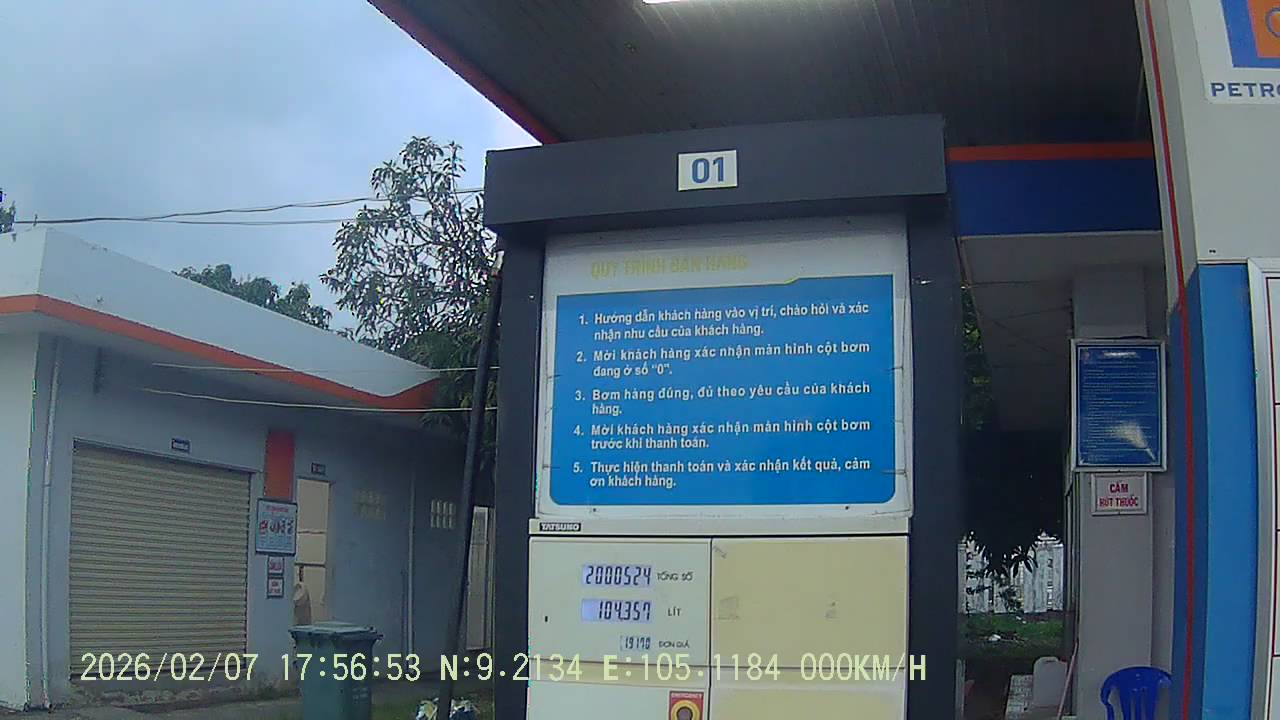 PETRO
01
QUY TRÌNH BÁN HÀNG
1. Hướng dẫn khách hàng vào vị trí, chào hỏi và xác
nhận nhu cầu của khách hàng.
2. Mời khách hàng xác nhận màn hình cột bơm
đang ở số "0".
3. Bơm hàng đúng, đủ theo yêu cầu của khách
hàng.
4. Mời khách hàng xác nhận màn hình cột bơm
trước khi thanh toán.
5. Thực hiện thanh toán và xác nhận kết quả, cảm
ơn khách hàng.
CẤM
HÚT THUỐC
TATSUNO
2000524 TỔNG SỐ
104.357 LÍT
19170 ĐƠN GIÁ
EMERGENCY
2026/02/07 17:56:53 N:9.2134 E:105.1184 000KM/H